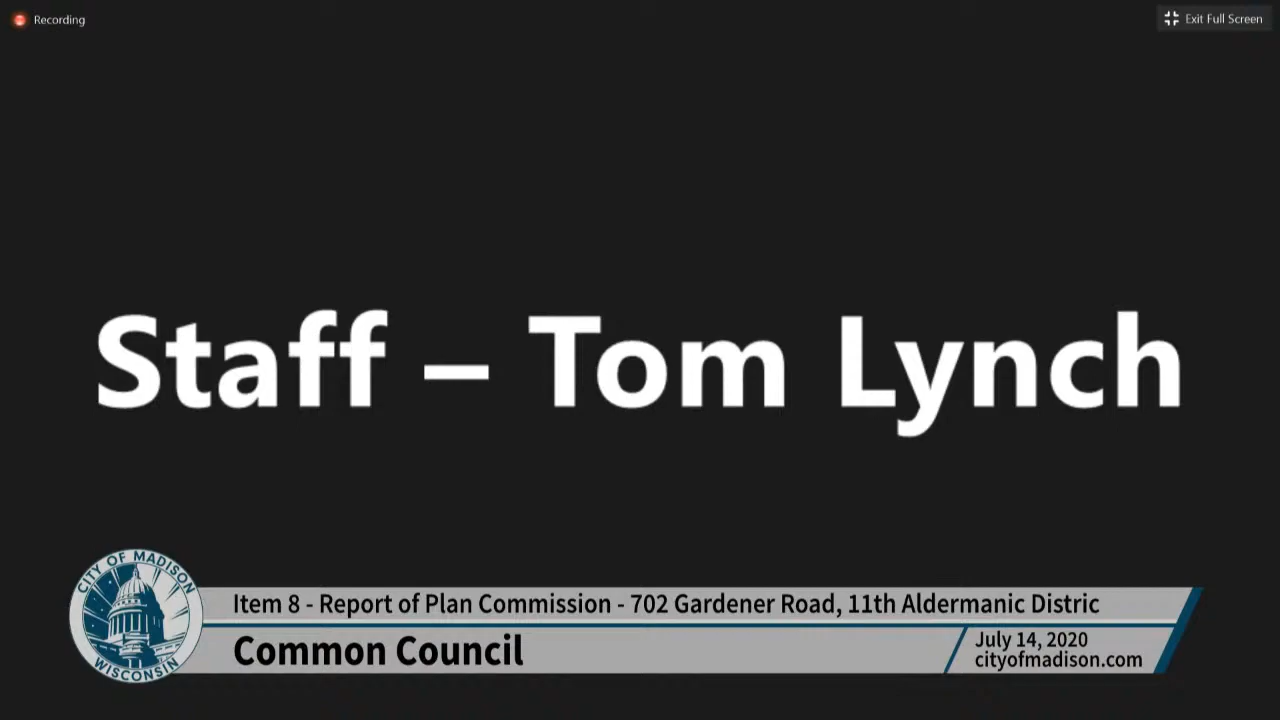 Recording
Exit Full Screen
Staff – Tom Lynch
CITY OF MADISON
WISCONSIN
Item 8 - Report of Plan Commission - 702 Gardener Road, 11th Aldermanic Distric
Common Council
July 14, 2020
cityofmadison.com